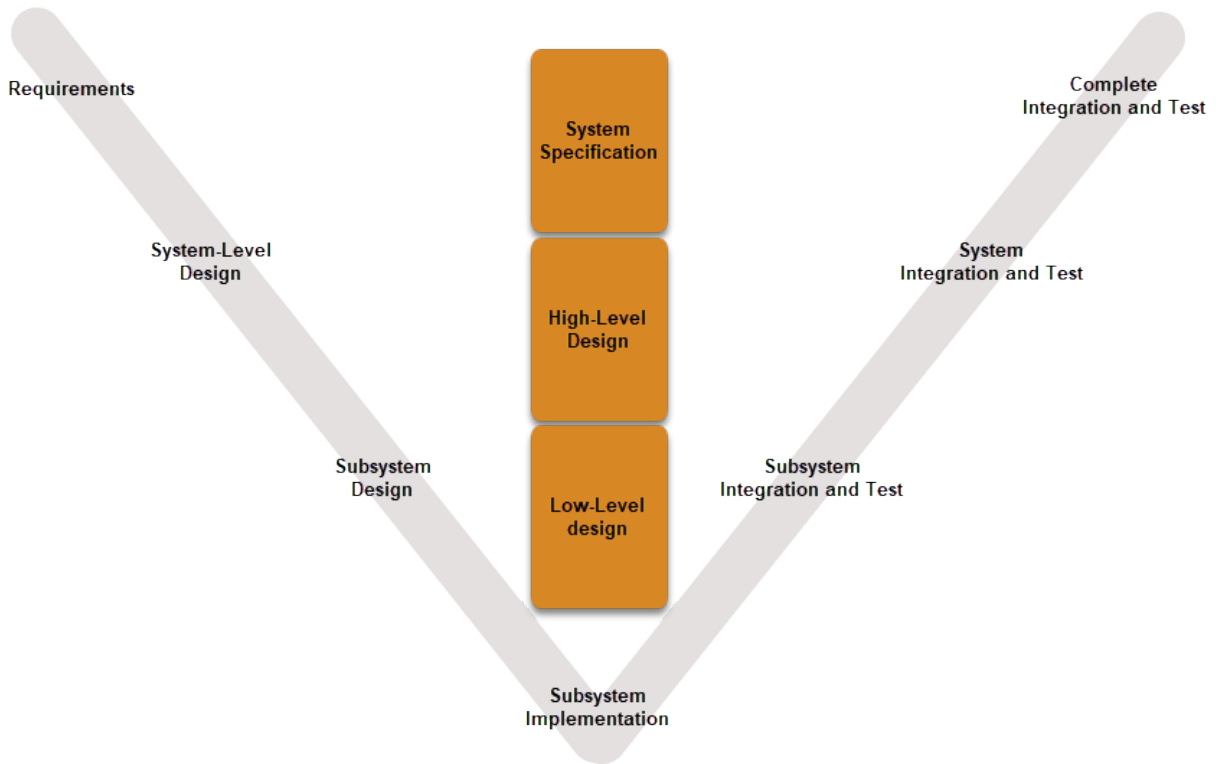 Requirements
Complete
Integration and Test
System
Specification
System-Level
Design
System
Integration and Test
High-Level
Design
Subsystem
Design
Subsystem
Integration and Test
Low-Level
design
Subsystem
Implementation